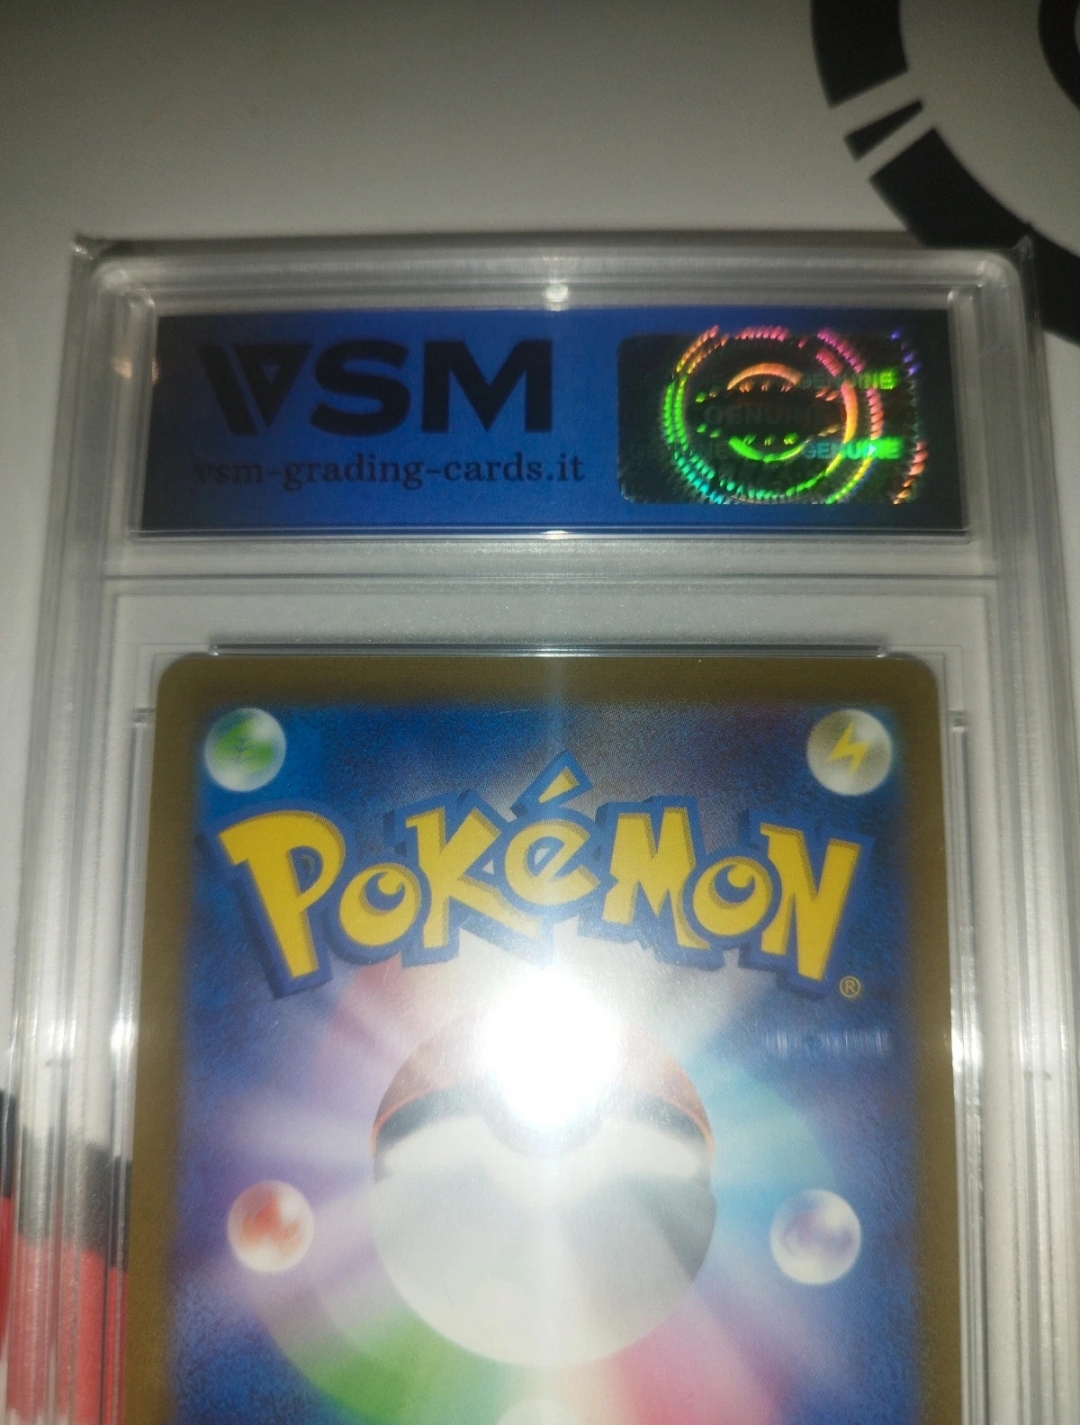 VSM
vsm-grading-cards.it
GENUINE
GENUINE
GENUINE
POKéMON
®